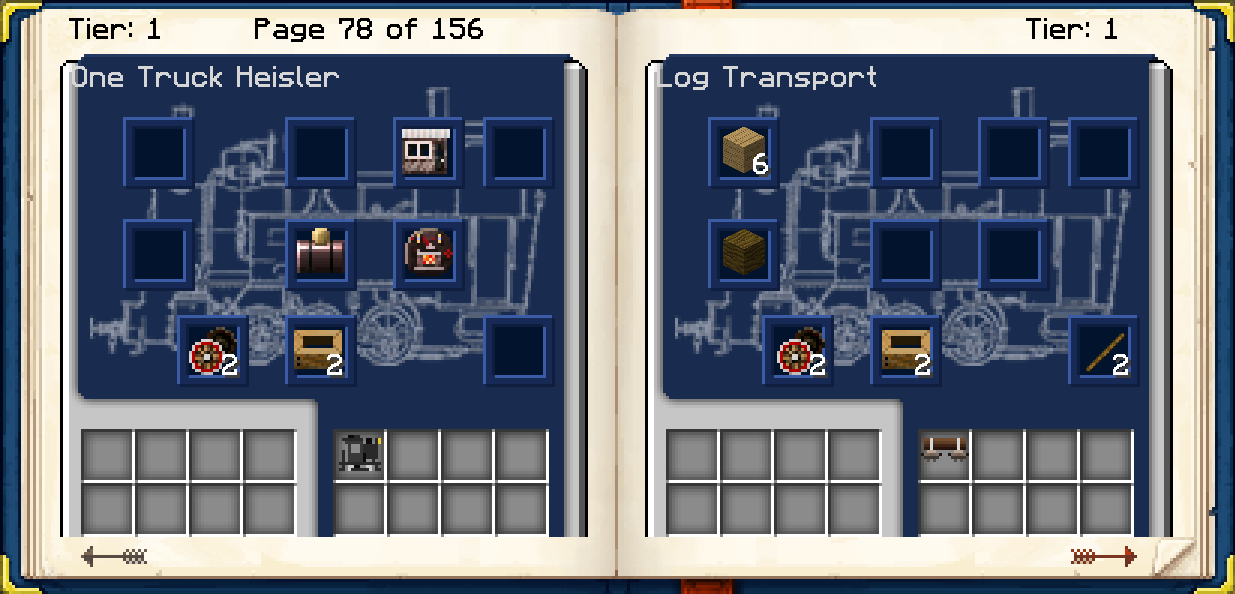 Tier: 1 Page 78 of 156
One Truck Heisler
2 2
Tier: 1
Log Transport
6
2 2 2